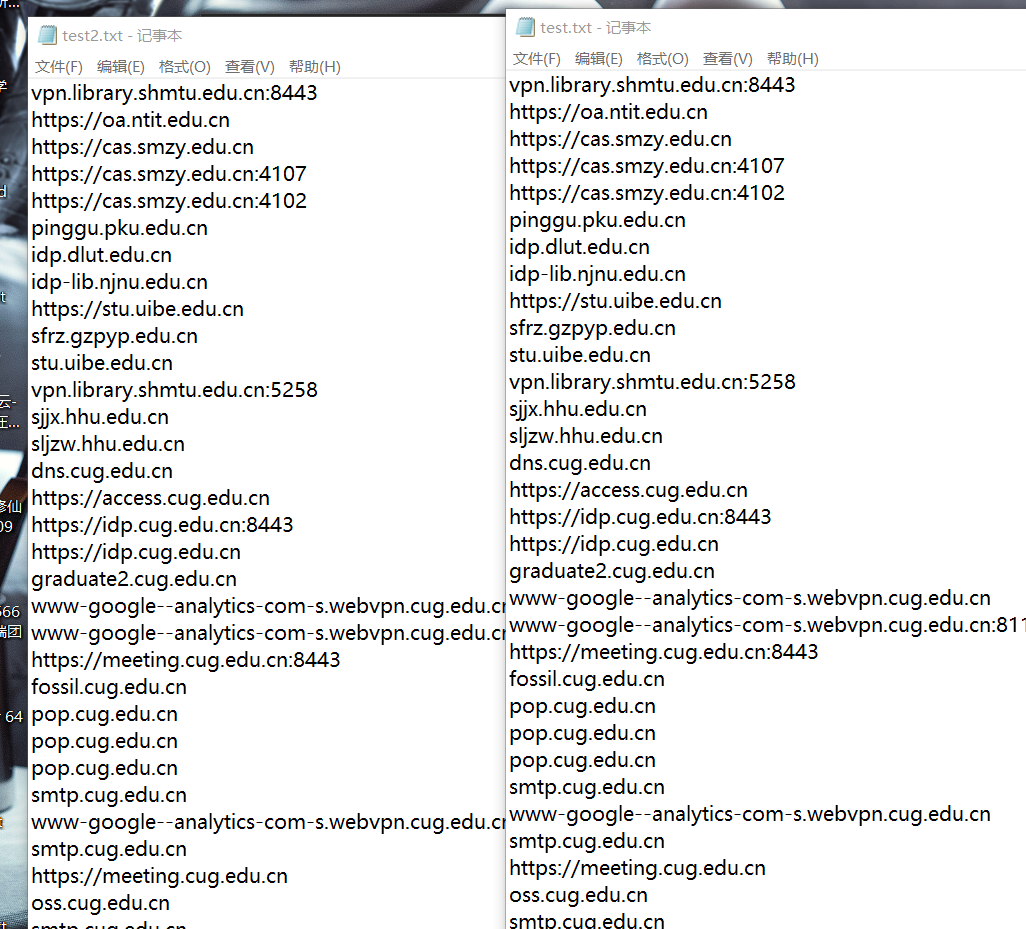 test2.txt - 记事本
文件(F) 编辑(E) 格式(O) 查看(V) 帮助(H)
vpn.library.shmtu.edu.cn:8443
https://oa.ntit.edu.cn
https://cas.smzy.edu.cn
https://cas.smzy.edu.cn:4107
https://cas.smzy.edu.cn:4102
pinggu.pku.edu.cn
idp.dlut.edu.cn
idp-lib.njnu.edu.cn
https://stu.uibe.edu.cn
sfrz.gzpyp.edu.cn
stu.uibe.edu.cn
vpn.library.shmtu.edu.cn:5258
sjjx.hhu.edu.cn
sljzw.hhu.edu.cn
dns.cug.edu.cn
https://access.cug.edu.cn
https://idp.cug.edu.cn:8443
https://idp.cug.edu.cn
graduate2.cug.edu.cn
www-google--analytics-com-s.webvpn.cug.edu.cn
www-google--analytics-com-s.webvpn.cug.edu.cn
https://meeting.cug.edu.cn:8443
fossil.cug.edu.cn
pop.cug.edu.cn
pop.cug.edu.cn
pop.cug.edu.cn
smtp.cug.edu.cn
www-google--analytics-com-s.webvpn.cug.edu.cn
smtp.cug.edu.cn
https://meeting.cug.edu.cn
oss.cug.edu.cn
smtp.cug.edu.cn
test.txt - 记事本
文件(F) 编辑(E) 格式(O) 查看(V) 帮助(H)
vpn.library.shmtu.edu.cn:8443
https://oa.ntit.edu.cn
https://cas.smzy.edu.cn
https://cas.smzy.edu.cn:4107
https://cas.smzy.edu.cn:4102
pinggu.pku.edu.cn
idp.dlut.edu.cn
idp-lib.njnu.edu.cn
https://stu.uibe.edu.cn
sfrz.gzpyp.edu.cn
stu.uibe.edu.cn
vpn.library.shmtu.edu.cn:5258
sjjx.hhu.edu.cn
sljzw.hhu.edu.cn
dns.cug.edu.cn
https://access.cug.edu.cn
https://idp.cug.edu.cn:8443
https://idp.cug.edu.cn
graduate2.cug.edu.cn
www-google--analytics-com-s.webvpn.cug.edu.cn
www-google--analytics-com-s.webvpn.cug.edu.cn:811
https://meeting.cug.edu.cn:8443
fossil.cug.edu.cn
pop.cug.edu.cn
pop.cug.edu.cn
pop.cug.edu.cn
smtp.cug.edu.cn
www-google--analytics-com-s.webvpn.cug.edu.cn
smtp.cug.edu.cn
https://meeting.cug.edu.cn
oss.cug.edu.cn
smtp.cug.edu.cn